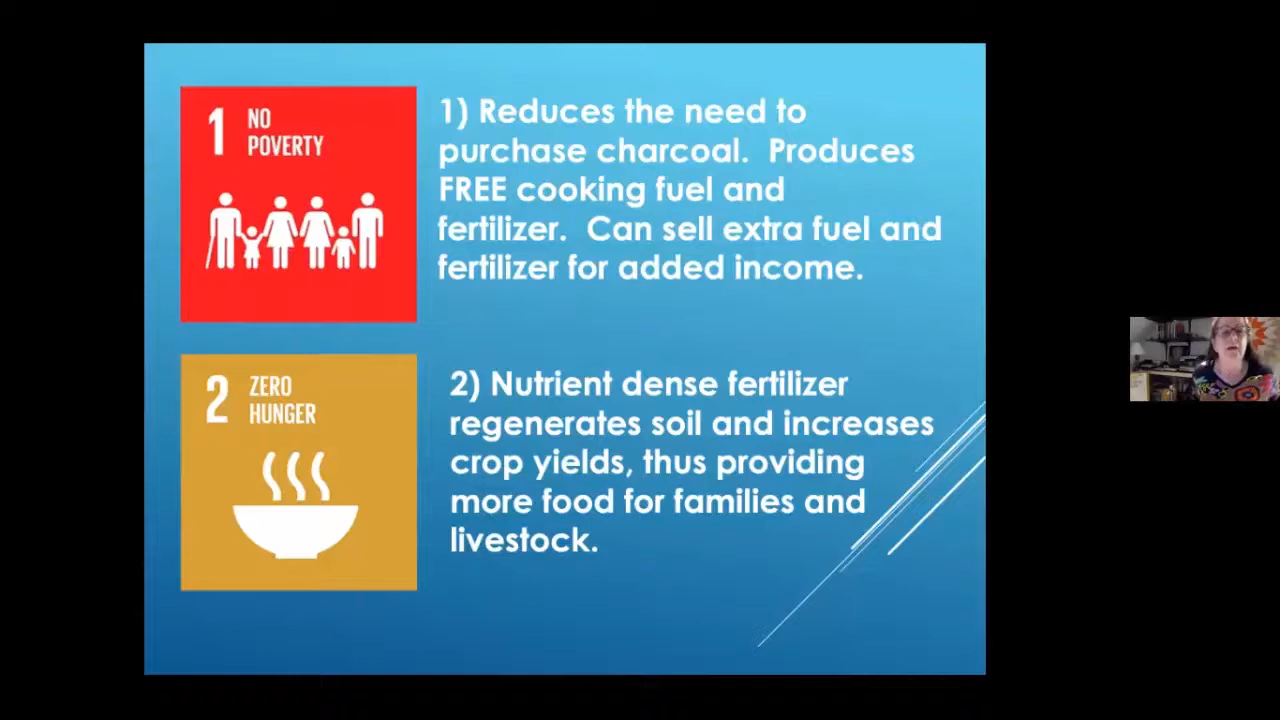 1 NO
POVERTY
1) Reduces the need to
purchase charcoal.  Produces
FREE cooking fuel and
fertilizer.  Can sell extra fuel and
fertilizer for added income.
2 ZERO
HUNGER
2) Nutrient dense fertilizer
regenerates soil and increases
crop yields, thus providing
more food for families and
livestock.